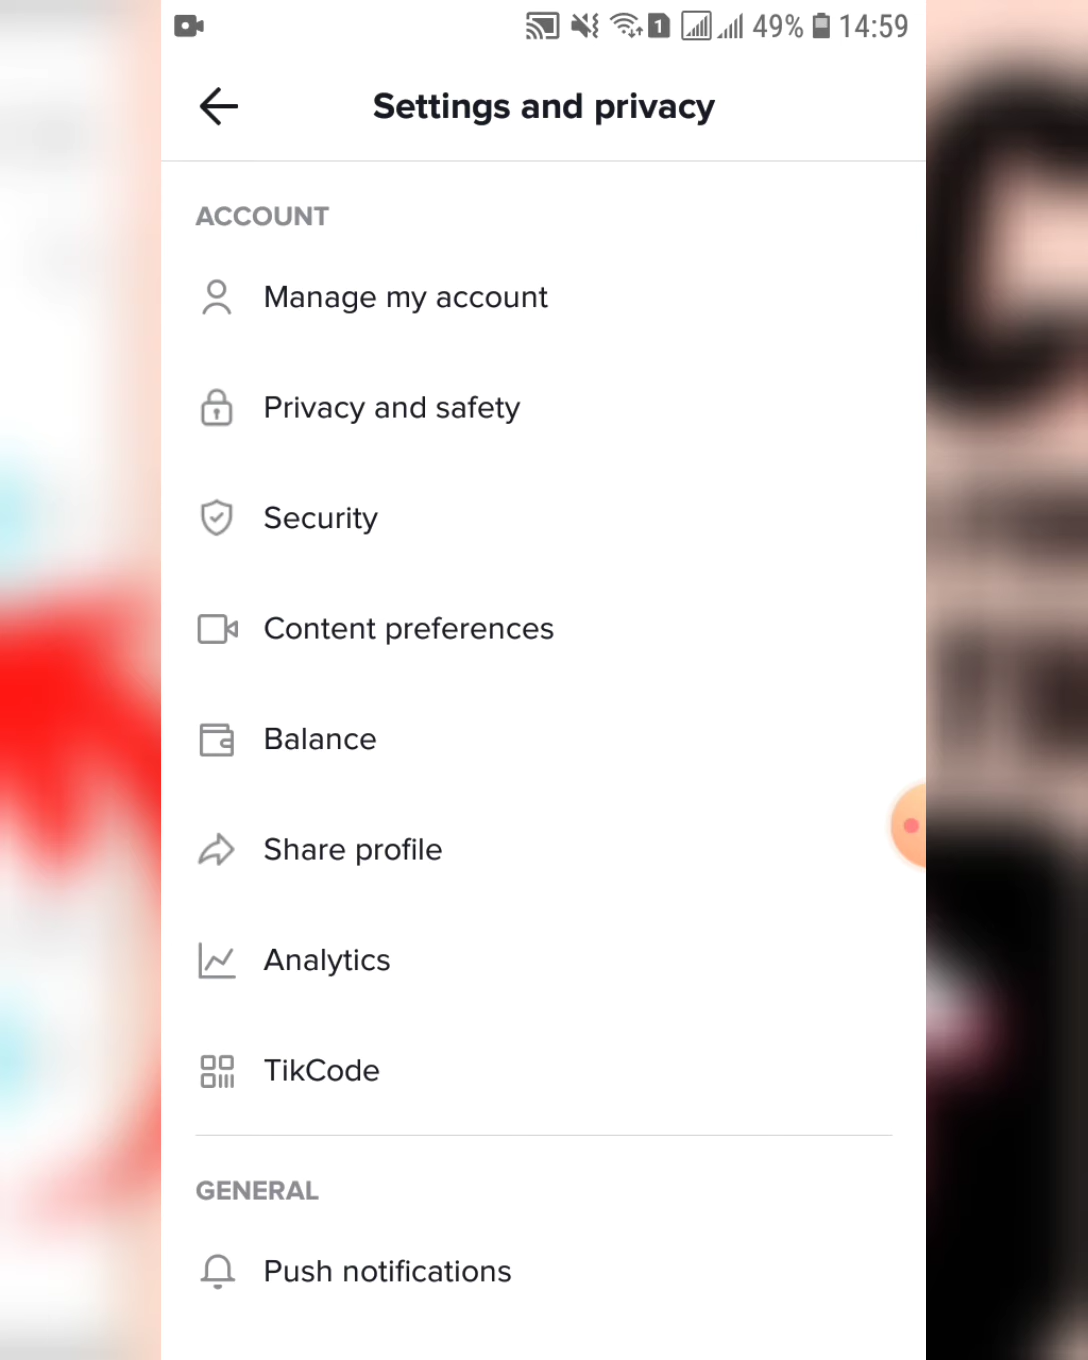 1 49% 14:59
Settings and privacy
ACCOUNT
Manage my account
Privacy and safety
Security
Content preferences
Balance
Share profile
Analytics
TikCode
GENERAL
Push notifications